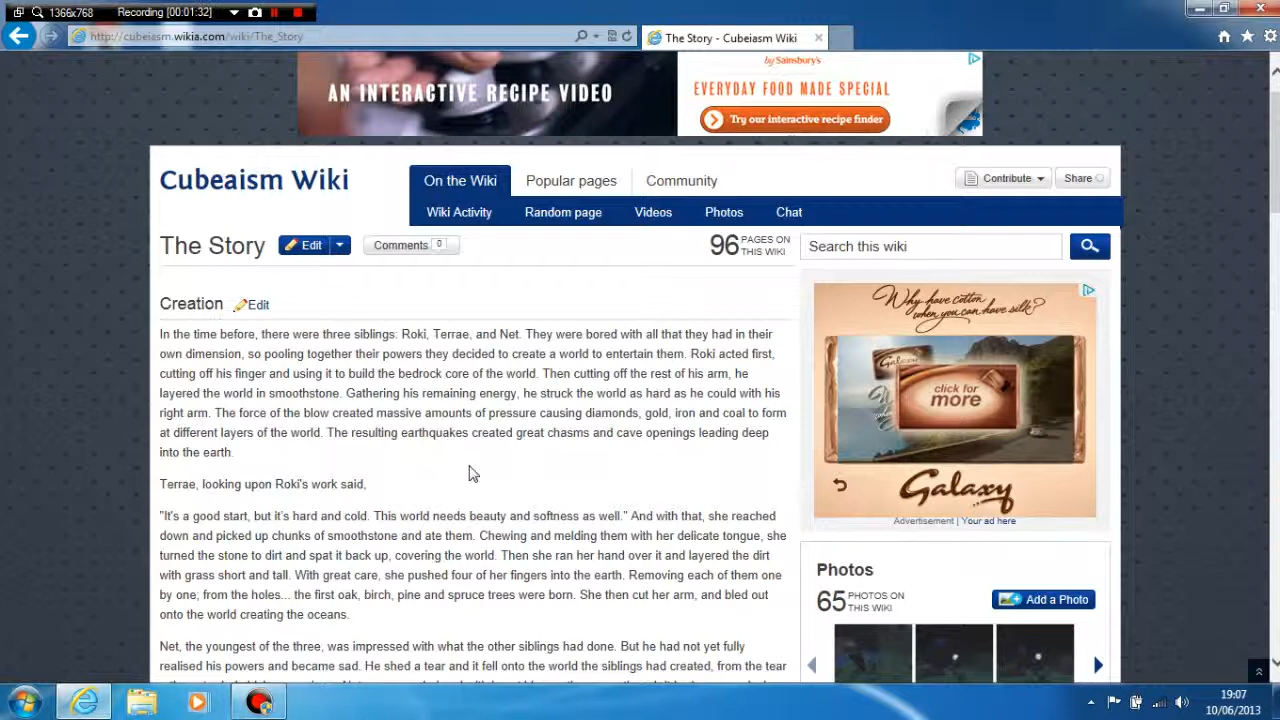 1366x768 Recording [00:01:32]
http://cubeiasm.wikia.com/wiki/The_Story
The Story - Cubeiasm Wiki
AN INTERACTIVE RECIPE VIDEO
by Sainsbury's
EVERYDAY FOOD MADE SPECIAL
Try our interactive recipe finder
Cubeaism Wiki
On the Wiki Popular pages Community
Contribute Share
Wiki Activity Random page Videos Photos Chat
The Story Edit Comments 0 96 PAGES ON THIS WIKI
Search this wiki
Creation Edit
In the time before, there were three siblings: Roki, Terrae, and Net. They were bored with all that they had in their
own dimension, so pooling together their powers they decided to create a world to entertain them. Roki acted first,
cutting off his finger and using it to build the bedrock core of the world. Then cutting off the rest of his arm, he
layered the world in smoothstone. Gathering his remaining energy, he struck the world as hard as he could with his
right arm. The force of the blow created massive amounts of pressure causing diamonds, gold, iron and coal to form
at different layers of the world. The resulting earthquakes created great chasms and cave openings leading deep
into the earth.
Terrae, looking upon Roki's work said,
"It's a good start, but it's hard and cold. This world needs beauty and softness as well." And with that, she reached
down and picked up chunks of smoothstone and ate them. Chewing and melding them with her delicate tongue, she
turned the stone to dirt and spat it back up, covering the world. Then she ran her hand over it and layered the dirt
with grass short and tall. With great care, she pushed four of her fingers into the earth. Removing each of them one
by one; from the holes... the first oak, birch, pine and spruce trees were born. She then cut her arm, and bled out
onto the world creating the oceans.
Net, the youngest of the three, was impressed with what the other siblings had done. But he had not yet fully
realised his powers and became sad. He shed a tear and it fell onto the world the siblings had created, from the tear
Why have cotton
when you can have silk?
Galaxy
click for
more
Galaxy
Advertisement | Your ad here
Photos
65 PHOTOS ON THIS WIKI
Add a Photo
19:07
10/06/2013